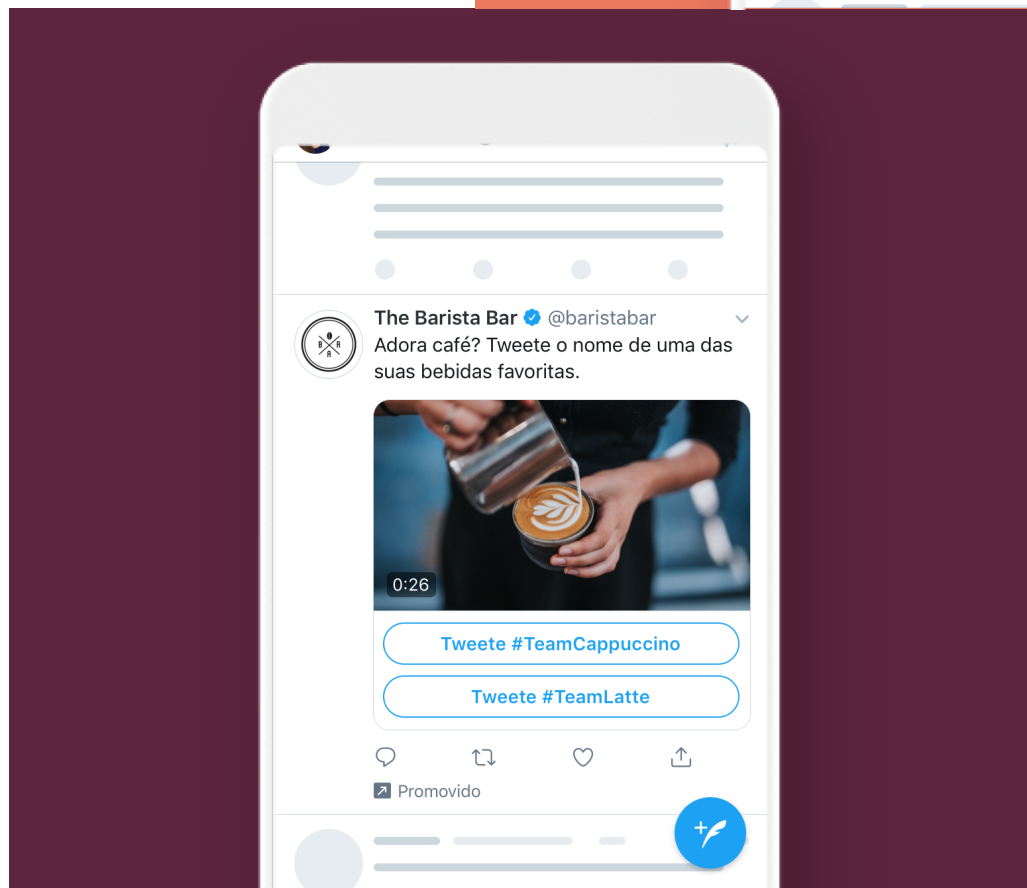 The Barista Bar @baristabar
Adora café? Tweete o nome de uma das
suas bebidas favoritas.
B A
R R
0:26
Tweete #TeamCappuccino
Tweete #TeamLatte
Promovido